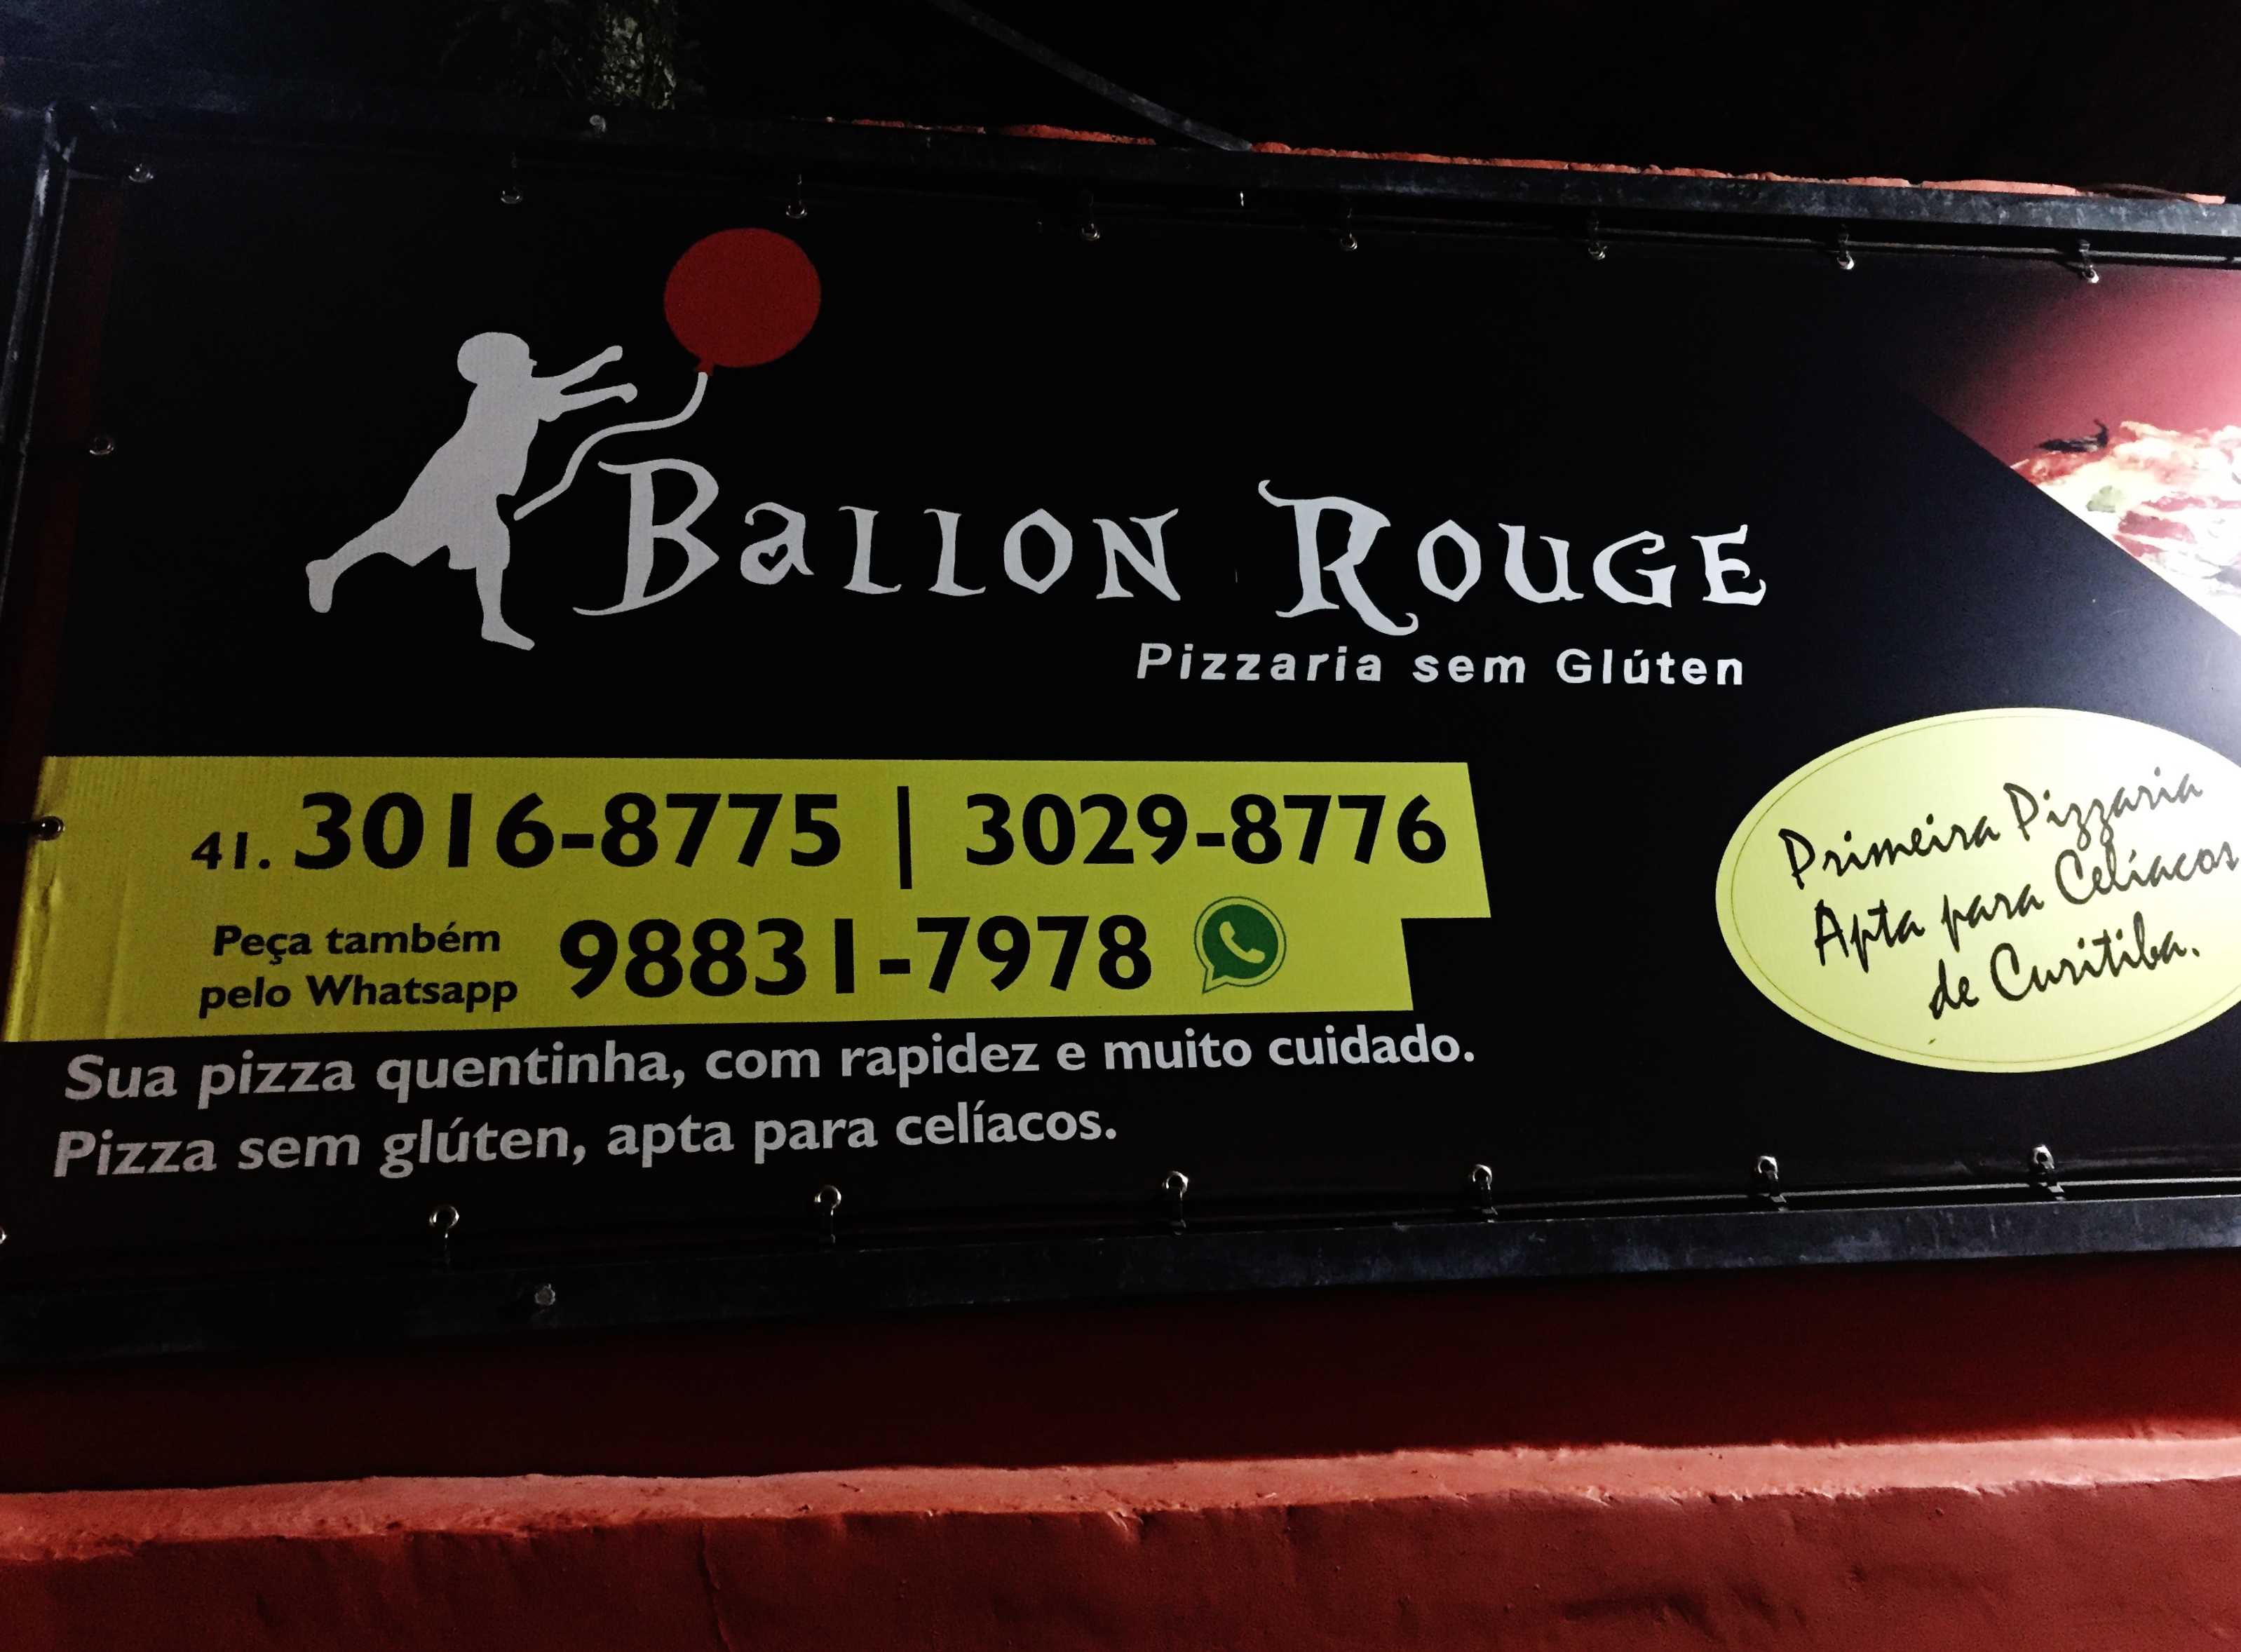 Ballon Rouge
Pizzaria sem Glúten
41. 3016-8775 | 3029-8776
Peça também
pelo Whatsapp 98831-7978
Sua pizza quentinha, com rapidez e muito cuidado.
Pizza sem glúten, apta para celíacos.
Primeira Pizzaria
Apta para Celíacos
de Curitiba.